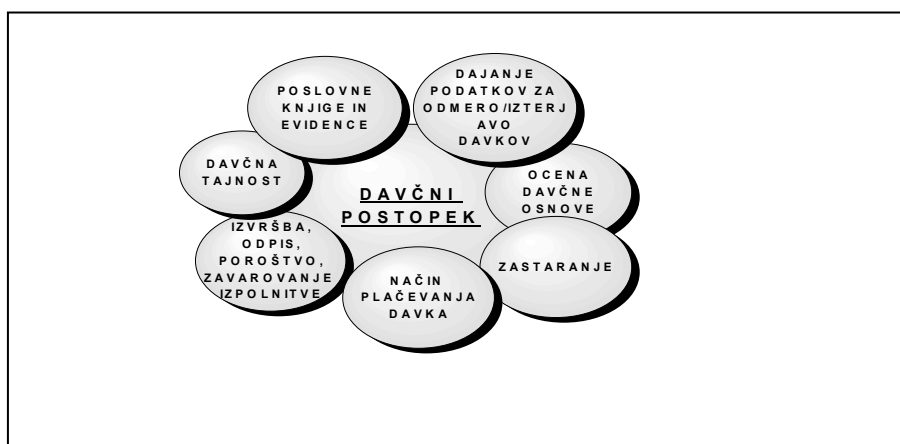 POSLOVNE
KNJIGE IN
EVIDENCE
DAJANJE
PODATKOV ZA
ODMERO/IZTERJ
AVO
DAVKOV
DAVČNA
TAJNOST
DAVČNI
POSTOPEK
OCENA
DAVČNE
OSNOVE
IZVRŠBA,
ODPIS,
POROŠTVO,
ZAVAROVANJE
IZPOLNITVE
NAČIN
PLAČEVANJA
DAVKA
ZASTARANJE